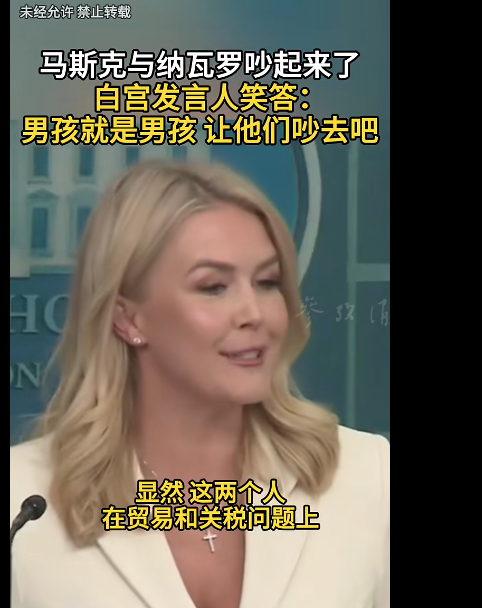 未经允许 禁止转载
马斯克与纳瓦罗吵起来了
白宫发言人笑答：
男孩就是男孩 让他们吵去吧
显然 这两个人
在贸易和关税问题上